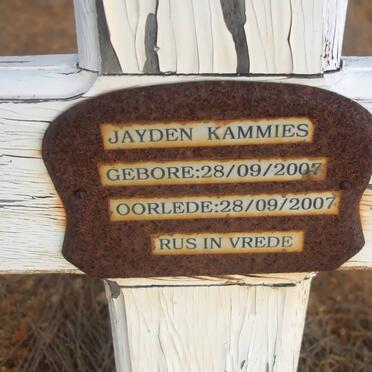 JAYDEN KAMMIES
GEBORE:28/09/2007
OORLEDE:28/09/2007
RUS IN VREDE